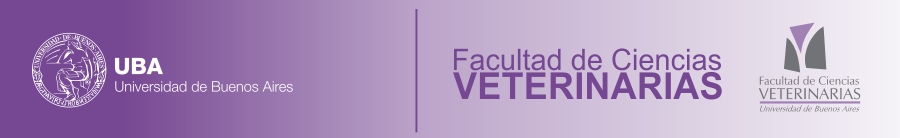 UBA
Universidad de Buenos Aires
Facultad de Ciencias
VETERINARIAS
Facultad de Ciencias
VETERINARIAS
Universidad de Buenos Aires